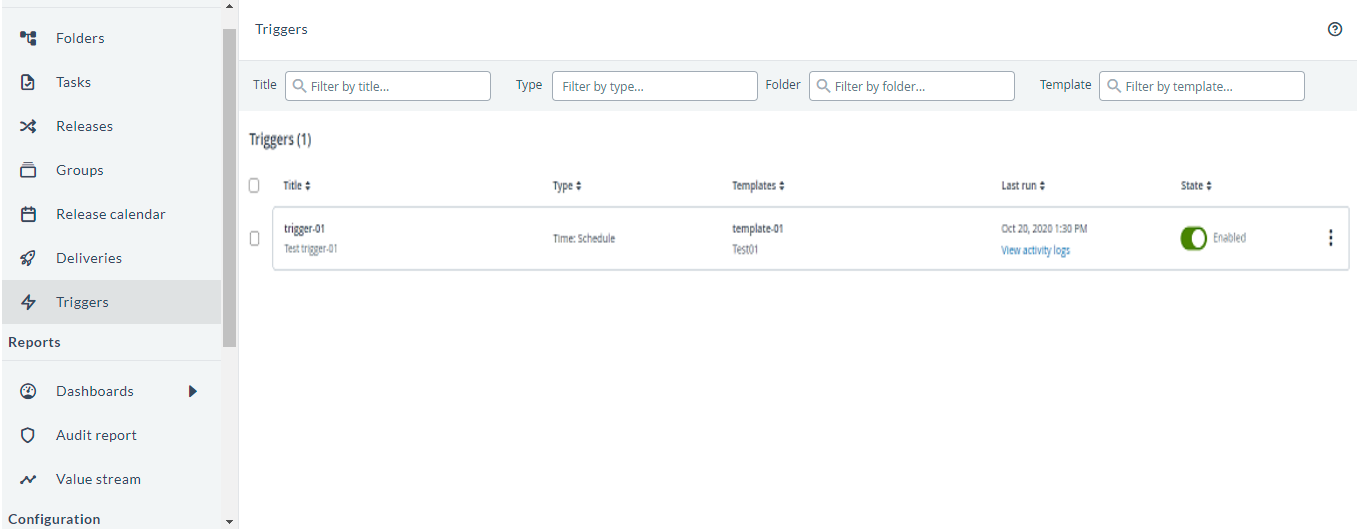 Folders
Tasks
Releases
Groups
Release calendar
Deliveries
Triggers
Reports
Dashboards
Audit report
Value stream
Configuration
Triggers
Title Filter by title... Type Filter by type... Folder Filter by folder... Template Filter by template...
Triggers (1)
Title Type Templates Last run State
trigger-01 Time: Schedule template-01 Oct 20, 2020 1:30 PM Enabled
Test trigger-01 Test01 View activity logs